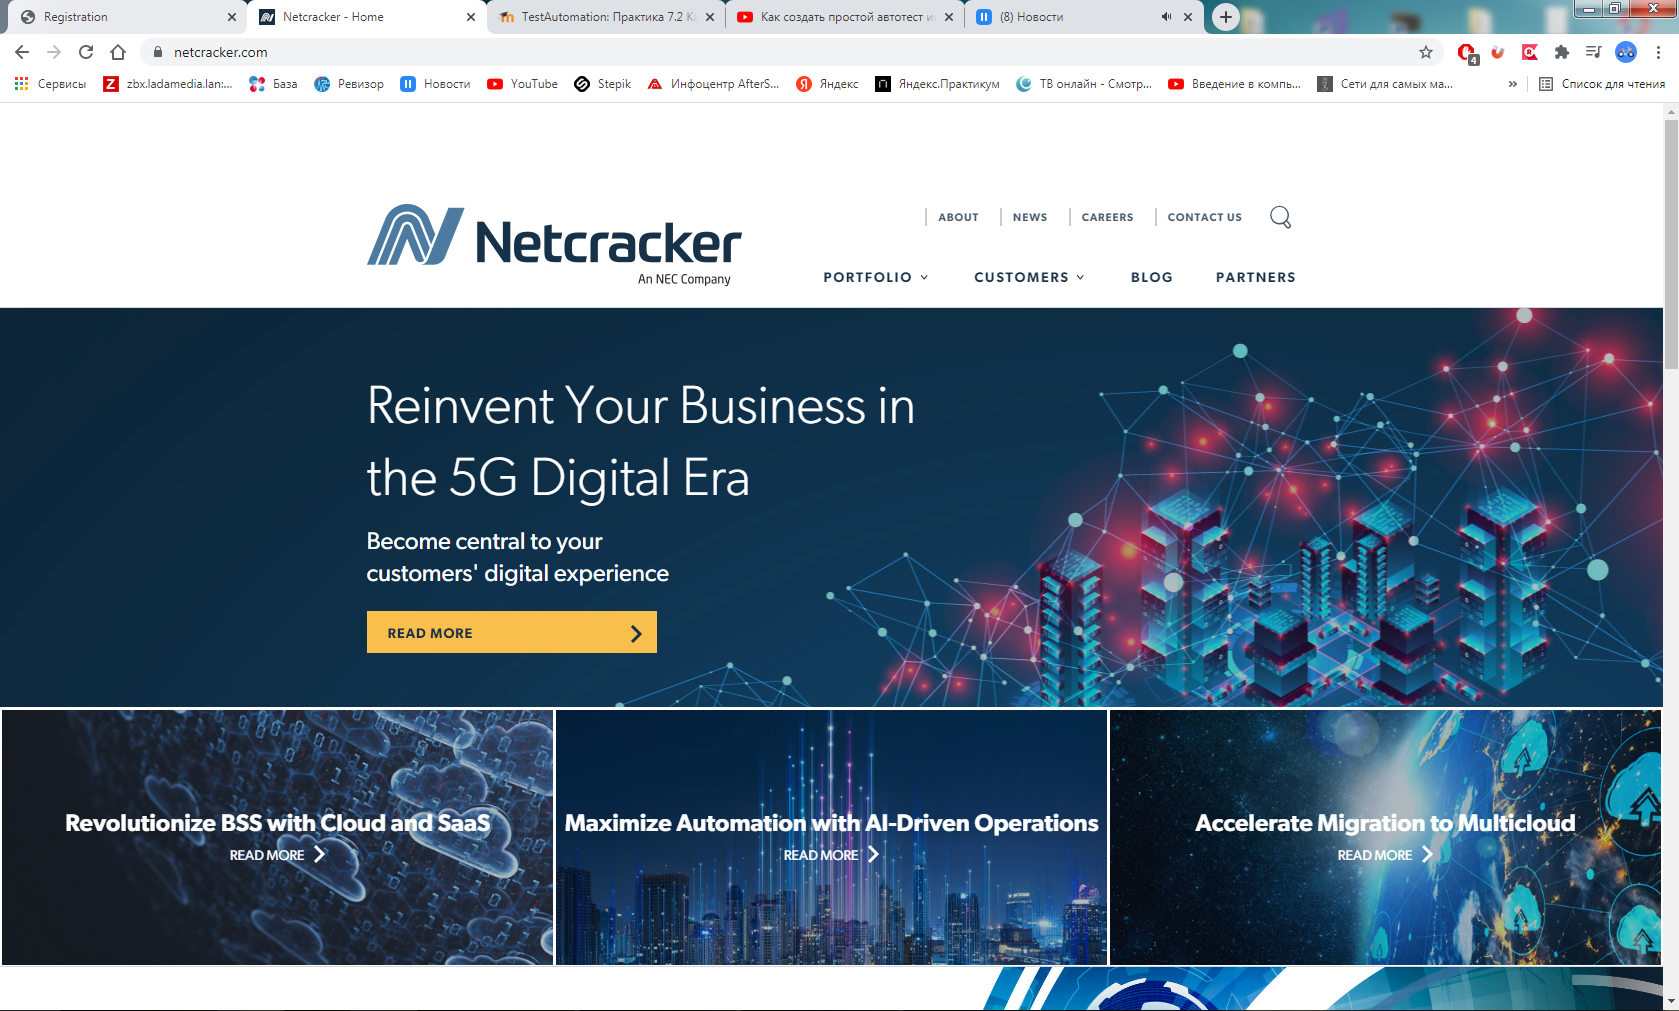 Registration
Netcracker - Home
TestAutomation: Практика 7.2 Ка
Как создать простой автотест ис
(8) Новости
netcracker.com
4
Сервисы
zbx.ladamedia.lan:...
База
Ревизор
Новости
YouTube
Stepik
Инфоцентр AfterS...
Яндекс
Яндекс.Практикум
ТВ онлайн - Смотр...
Введение в компь...
Сети для самых ма...
»
Список для чтения
ABOUT
NEWS
CAREERS
CONTACT US
Netcracker
An NEC Company
PORTFOLIO
CUSTOMERS
BLOG
PARTNERS
Reinvent Your Business in
the 5G Digital Era
Become central to your
customers' digital experience
READ MORE
Revolutionize BSS with Cloud and SaaS
READ MORE
Maximize Automation with AI-Driven Operations
READ MORE
Accelerate Migration to Multicloud
READ MORE